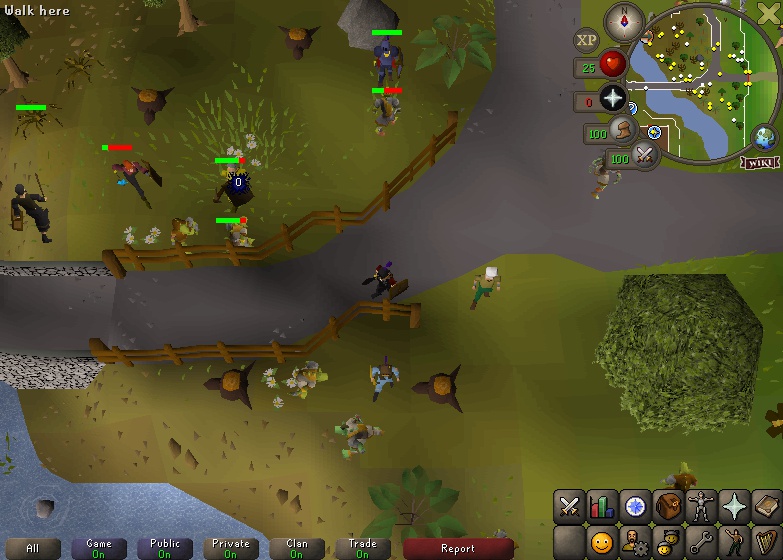 Walk here
N
XP
25
0
100
100
WIKI
0
All
Game
On
Public
On
Private
On
Clan
On
Trade
On
Report